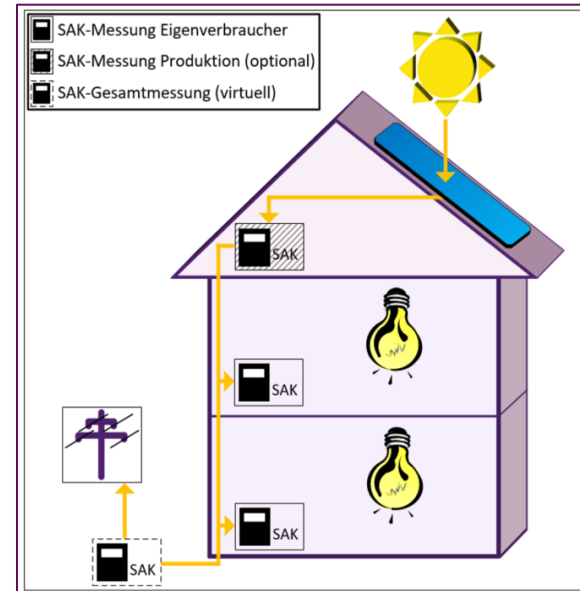 SAK-Messung Eigenverbraucher
SAK-Messung Produktion (optional)
SAK-Gesamtmessung (virtuell)
SAK
SAK
SAK
SAK